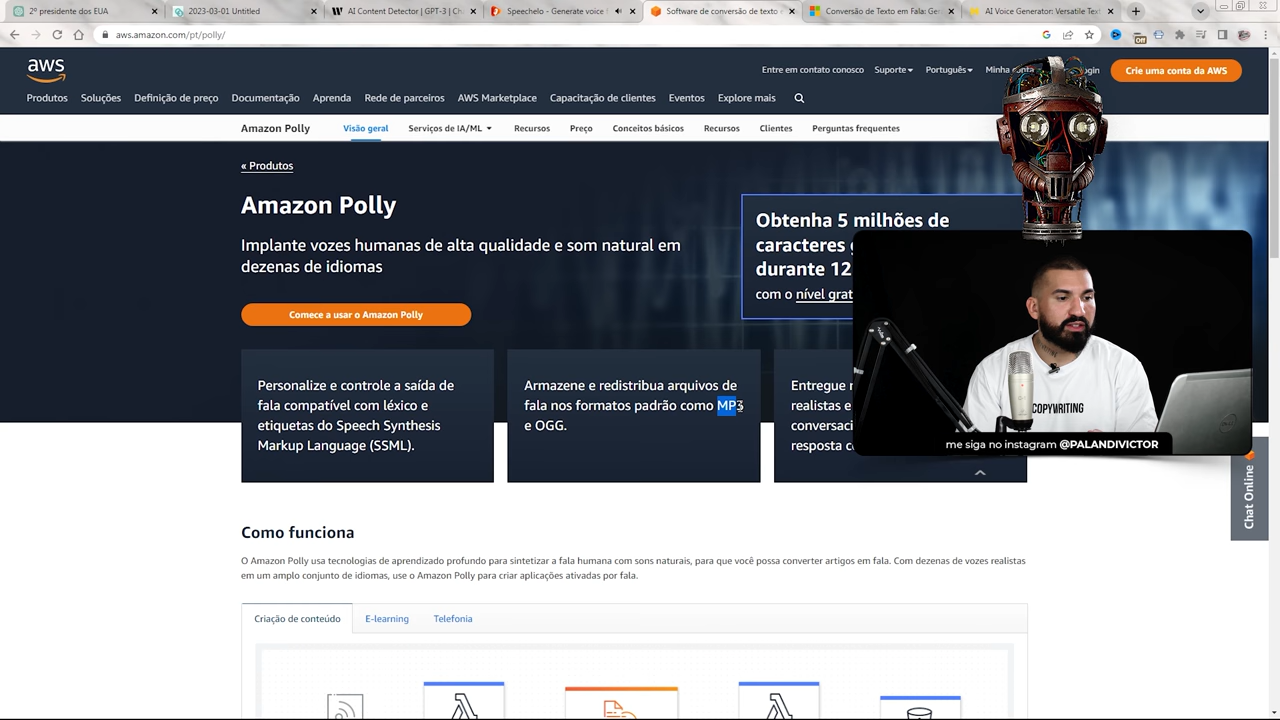 2º presidente dos EUA
2023-03-01 Untitled
AI Content Detector | GPT-3 | Ch
Speechelo - Generate voice f
Software de conversão de texto e
Conversão de Texto em Fala: Ger
AI Voice Generator: Versatile Text
aws.amazon.com/pt/polly/
Off
aws
Entre em contato conosco
Suporte
Português
Minha conta
login
Crie uma conta da AWS
Produtos
Soluções
Definição de preço
Documentação
Aprenda
Rede de parceiros
AWS Marketplace
Capacitação de clientes
Eventos
Explore mais
Amazon Polly
Visão geral
Serviços de IA/ML
Recursos
Preço
Conceitos básicos
Recursos
Clientes
Perguntas frequentes
« Produtos
Amazon Polly
Implante vozes humanas de alta qualidade e som natural em
dezenas de idiomas
Comece a usar o Amazon Polly
Obtenha 5 milhões de
caracteres g
durante 12
com o nível grat
Personalize e controle a saída de
fala compatível com léxico e
etiquetas do Speech Synthesis
Markup Language (SSML).
Armazene e redistribua arquivos de
fala nos formatos padrão como MP3
e OGG.
Entregue
realistas e
conversaci
resposta c
COPYWRITING
me siga no instagram @PALANDIVICTOR
Chat Online
Como funciona
O Amazon Polly usa tecnologias de aprendizado profundo para sintetizar a fala humana com sons naturais, para que você possa converter artigos em fala. Com dezenas de vozes realistas
em um amplo conjunto de idiomas, use o Amazon Polly para criar aplicações ativadas por fala.
Criação de conteúdo
E-learning
Telefonia